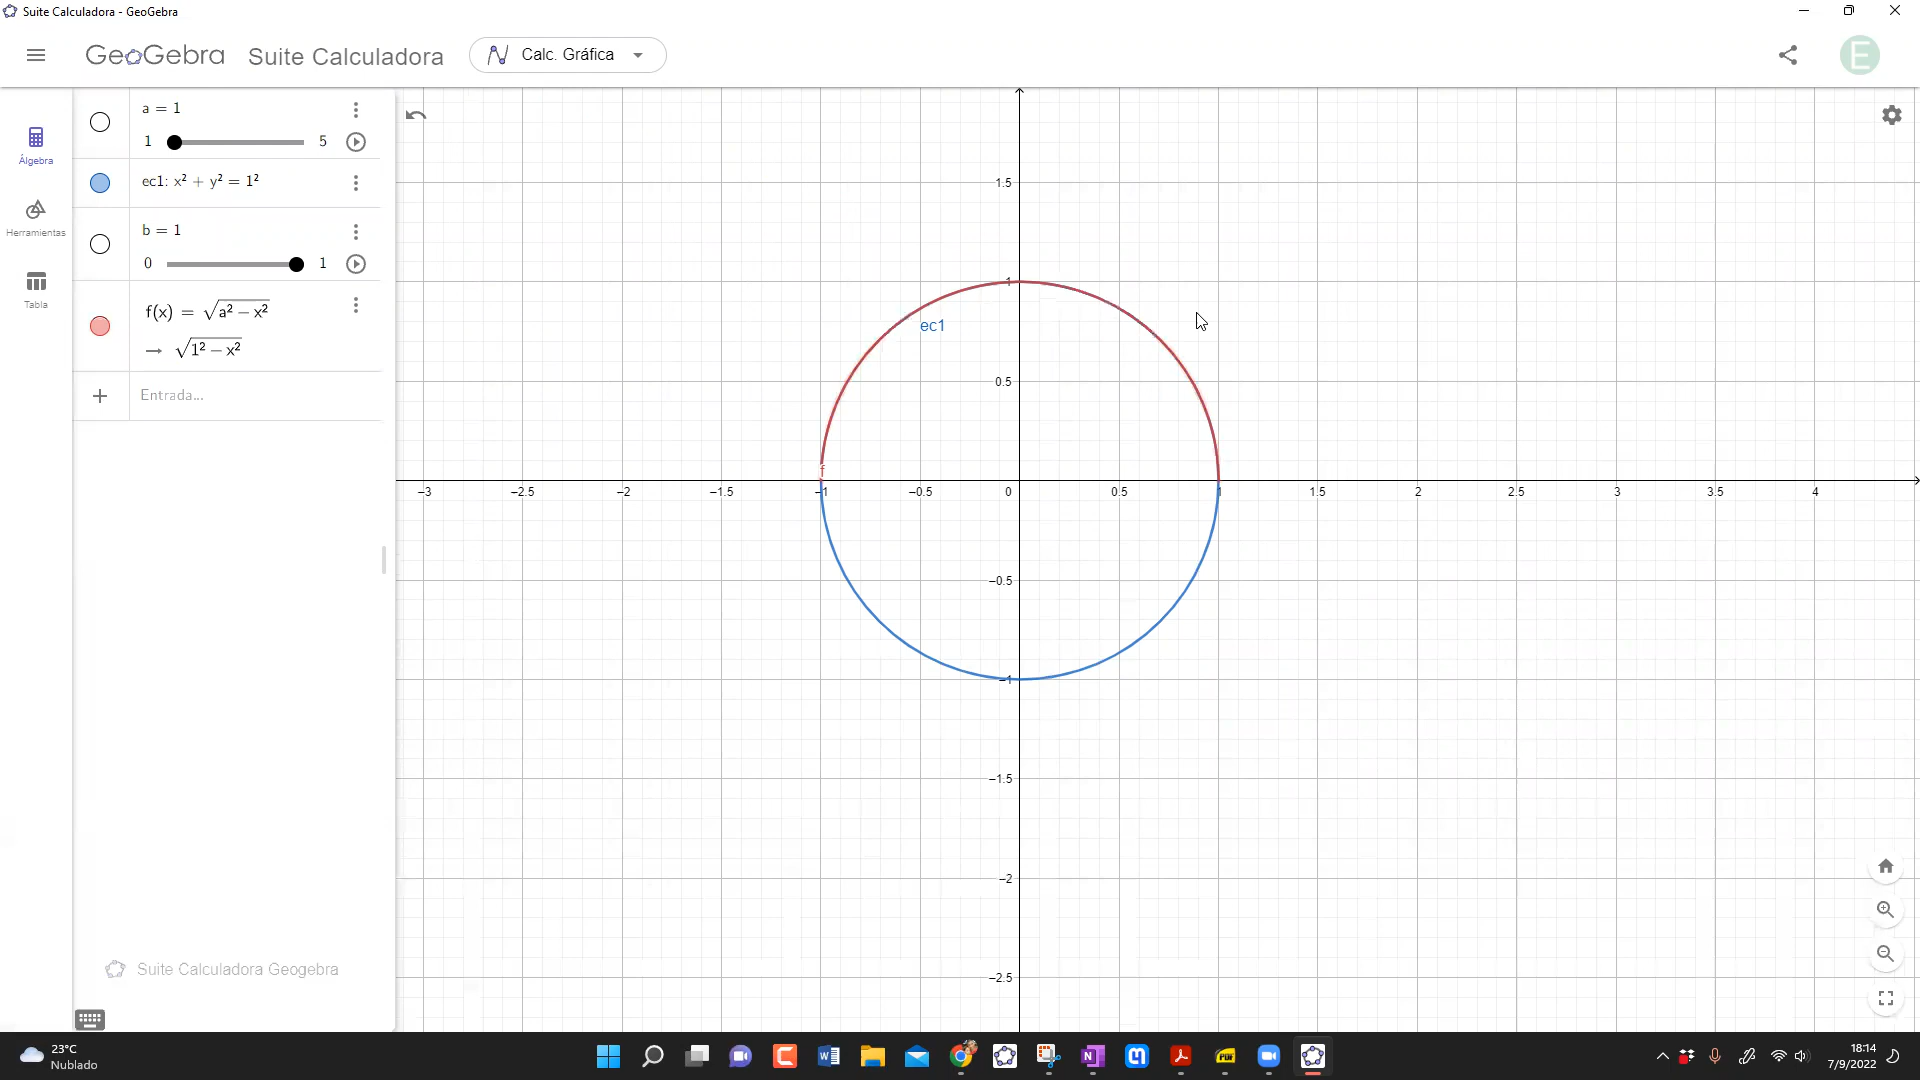 Suite Calculadora - GeoGebra
GeoGebra
Suite Calculadora
Calc. Gráfica
E
Álgebra
Herramientas
Tabla
a = 1
1 5
ec1: x² + y² = 1²
b = 1
0 1
f(x) = √(a² − x²)
→ √(1² − x²)
+ Entrada...
1.5
1
ec1
0.5
f
−3 −2.5 −2 −1.5 −1 −0.5 0 0.5 1 1.5 2 2.5 3 3.5 4
−0.5
−1
−1.5
−2
−2.5
Suite Calculadora Geogebra
23°C
Nublado
18:14
7/9/2022